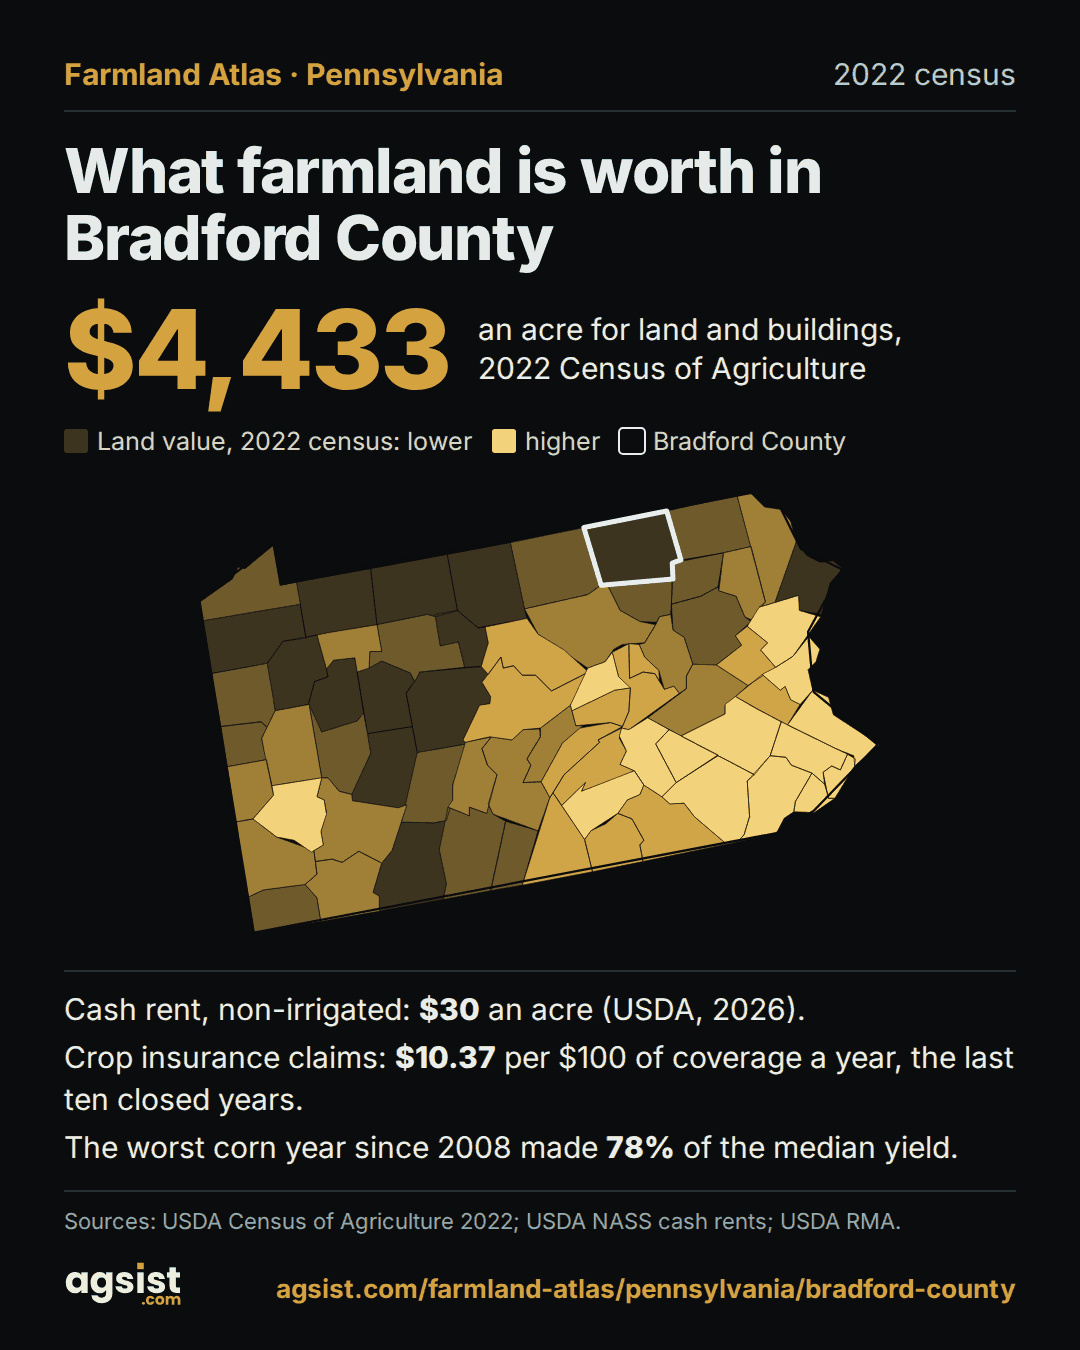 Farmland Atlas · Pennsylvania
2022 census
What farmland is worth in
Bradford County
$4,433
an acre for land and buildings,
2022 Census of Agriculture
Land value, 2022 census: lower
higher
Bradford County
Cash rent, non-irrigated: $30 an acre (USDA, 2026).
Crop insurance claims: $10.37 per $100 of coverage a year, the last
ten closed years.
The worst corn year since 2008 made 78% of the median yield.
Sources: USDA Census of Agriculture 2022; USDA NASS cash rents; USDA RMA.
agsist
.com
agsist.com/farmland-atlas/pennsylvania/bradford-county